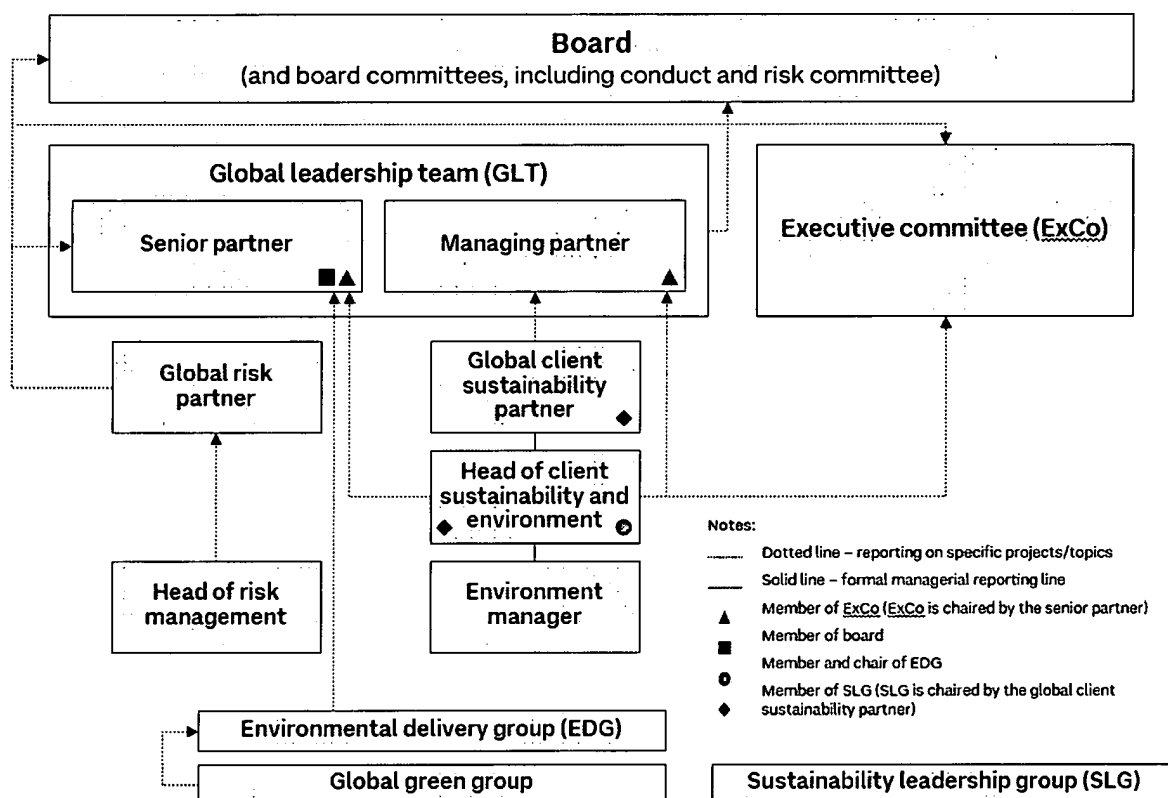 Board
(and board committees, including conduct and risk committee)
Global leadership team (GLT)
Senior partner
Managing partner
Executive committee (ExCo)
Global risk
partner
Global client
sustainability
partner
Head of client
sustainability and
environment
Head of risk
management
Environment
manager
Notes:
Dotted line – reporting on specific projects/topics
Solid line – formal managerial reporting line
Member of ExCo (ExCo is chaired by the senior partner)
Member of board
Member and chair of EDG
Member of SLG (SLG is chaired by the global client
sustainability partner)
Environmental delivery group (EDG)
Global green group
Sustainability leadership group (SLG)